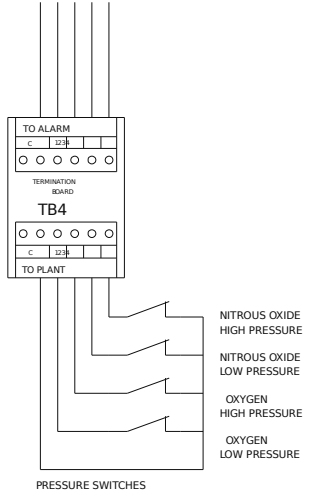 TO ALARM
C 1234
TERMINATION
BOARD
TB4
C 1234
TO PLANT
NITROUS OXIDE
HIGH PRESSURE
NITROUS OXIDE
LOW PRESSURE
OXYGEN
HIGH PRESSURE
OXYGEN
LOW PRESSURE
PRESSURE SWITCHES